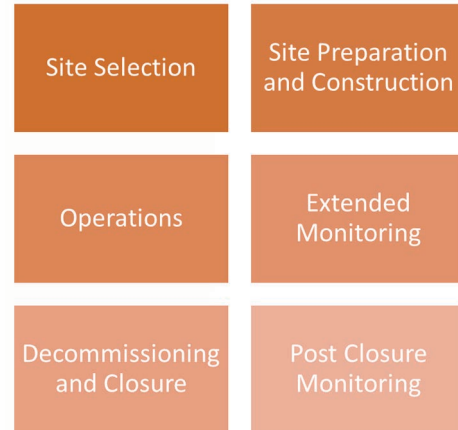 Site Selection
Site Preparation
and Construction
Operations
Extended
Monitoring
Decommissioning
and Closure
Post Closure
Monitoring